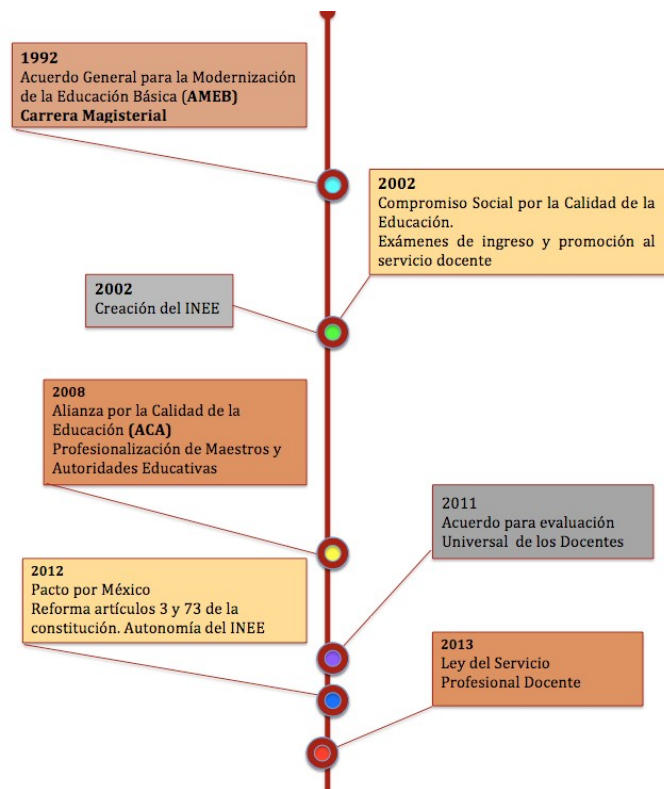 1992
Acuerdo General para la Modernización
de la Educación Básica (AMEB)
Carrera Magisterial
2002
Compromiso Social por la Calidad de la
Educación.
Exámenes de ingreso y promoción al
servicio docente
2002
Creación del INEE
2008
Alianza por la Calidad de la
Educación (ACA)
Profesionalización de Maestros y
Autoridades Educativas
2011
Acuerdo para evaluación
Universal de los Docentes
2012
Pacto por México
Reforma artículos 3 y 73 de la
constitución. Autonomía del INEE
2013
Ley del Servicio
Profesional Docente